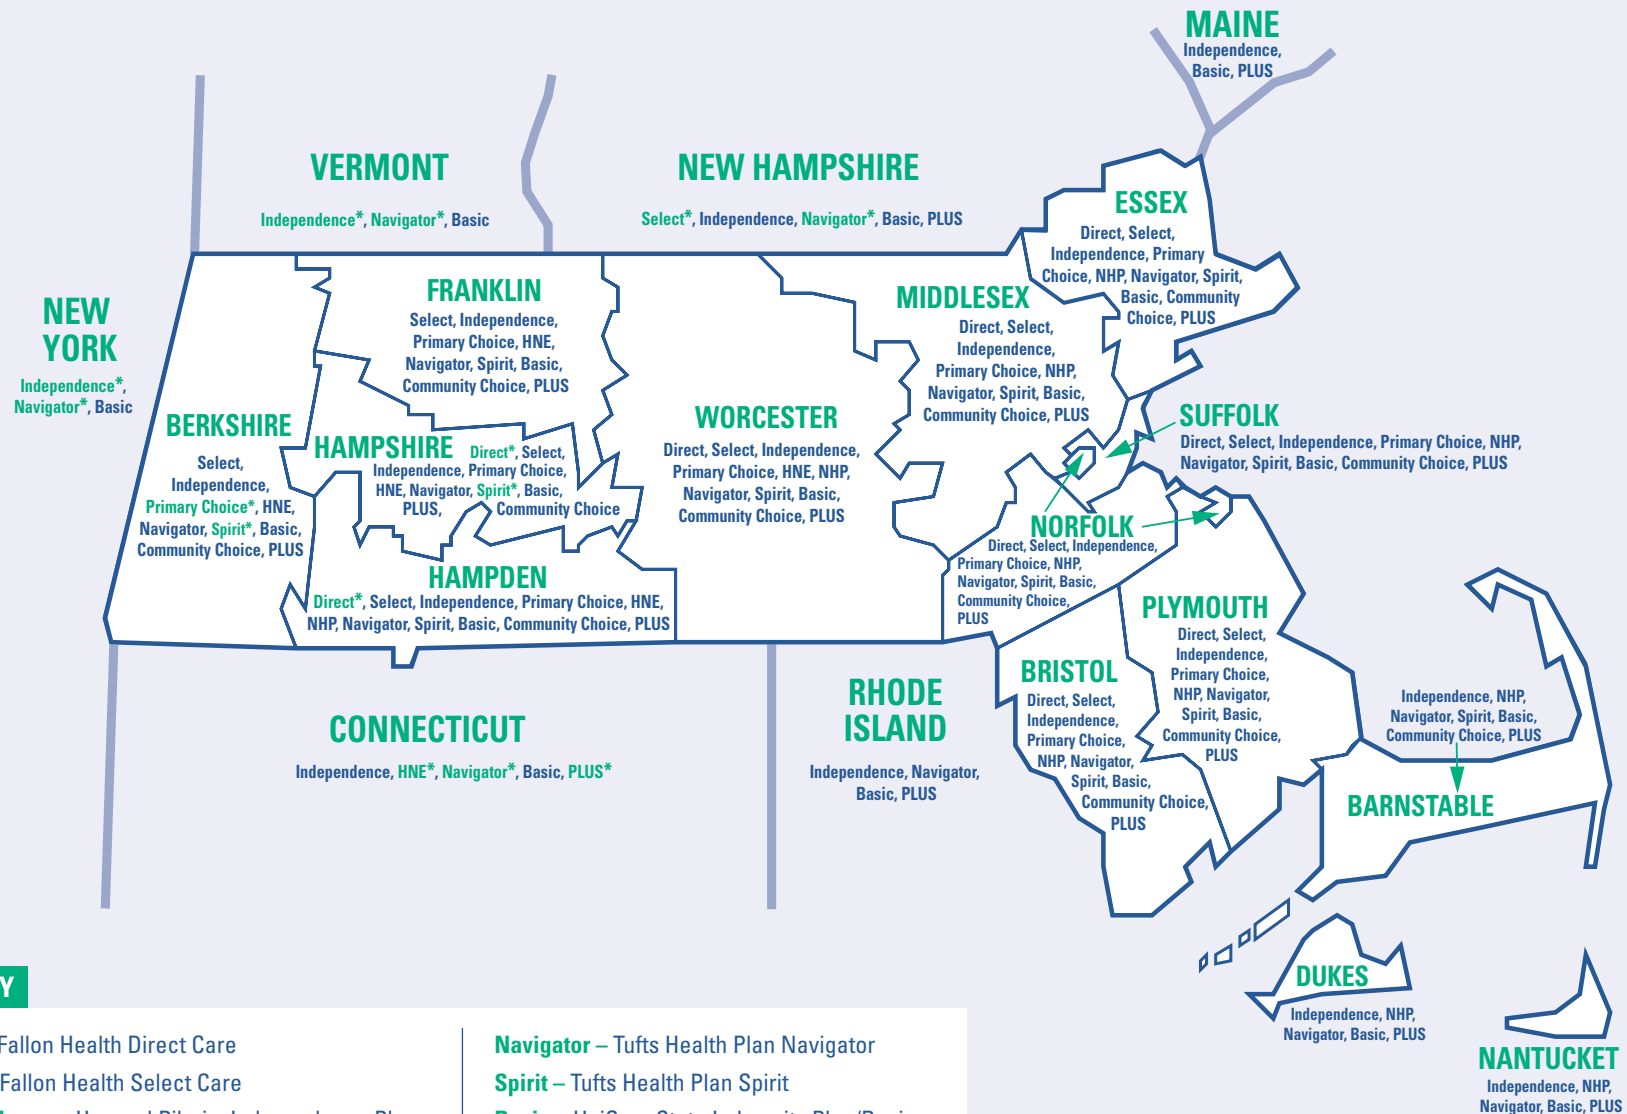 MAINE
Independence,
Basic, PLUS
VERMONT
Independence*, Navigator*, Basic
NEW HAMPSHIRE
Select*, Independence, Navigator*, Basic, PLUS
ESSEX
Direct, Select,
Independence, Primary
Choice, NHP, Navigator, Spirit,
Basic, Community
Choice, PLUS
NEW
YORK
Independence*,
Navigator*, Basic
BERKSHIRE
Select,
Independence,
Primary Choice*, HNE,
Navigator, Spirit*, Basic,
Community Choice, PLUS
FRANKLIN
Select, Independence,
Primary Choice, HNE,
Navigator, Spirit, Basic,
Community Choice, PLUS
HAMPSHIRE
Direct*, Select,
Independence, Primary Choice,
HNE, Navigator, Spirit*, Basic,
PLUS, Community Choice
HAMPDEN
Direct*, Select, Independence, Primary Choice, HNE,
NHP, Navigator, Spirit, Basic, Community Choice, PLUS
WORCESTER
Direct, Select, Independence,
Primary Choice, HNE, NHP,
Navigator, Spirit, Basic,
Community Choice, PLUS
MIDDLESEX
Direct, Select,
Independence,
Primary Choice, NHP,
Navigator, Spirit, Basic,
Community Choice, PLUS
SUFFOLK
Direct, Select, Independence, Primary Choice, NHP,
Navigator, Spirit, Basic, Community Choice, PLUS
NORFOLK
Direct, Select, Independence,
Primary Choice, NHP,
Navigator, Spirit, Basic,
Community Choice,
PLUS
PLYMOUTH
Direct, Select,
Independence,
Primary Choice,
NHP, Navigator,
Spirit, Basic,
Community Choice,
PLUS
BRISTOL
Direct, Select,
Independence,
Primary Choice,
NHP, Navigator,
Spirit, Basic,
Community Choice,
PLUS
CONNECTICUT
Independence, HNE*, Navigator*, Basic, PLUS*
RHODE
ISLAND
Independence, Navigator,
Basic, PLUS
Independence, NHP,
Navigator, Spirit, Basic,
Community Choice, PLUS
BARNSTABLE
DUKES
Independence, NHP,
Navigator, Basic, PLUS
NANTUCKET
Independence, NHP,
Navigator, Basic, PLUS
Y
Fallon Health Direct Care
Fallon Health Select Care
Navigator – Tufts Health Plan Navigator
Spirit – Tufts Health Plan Spirit